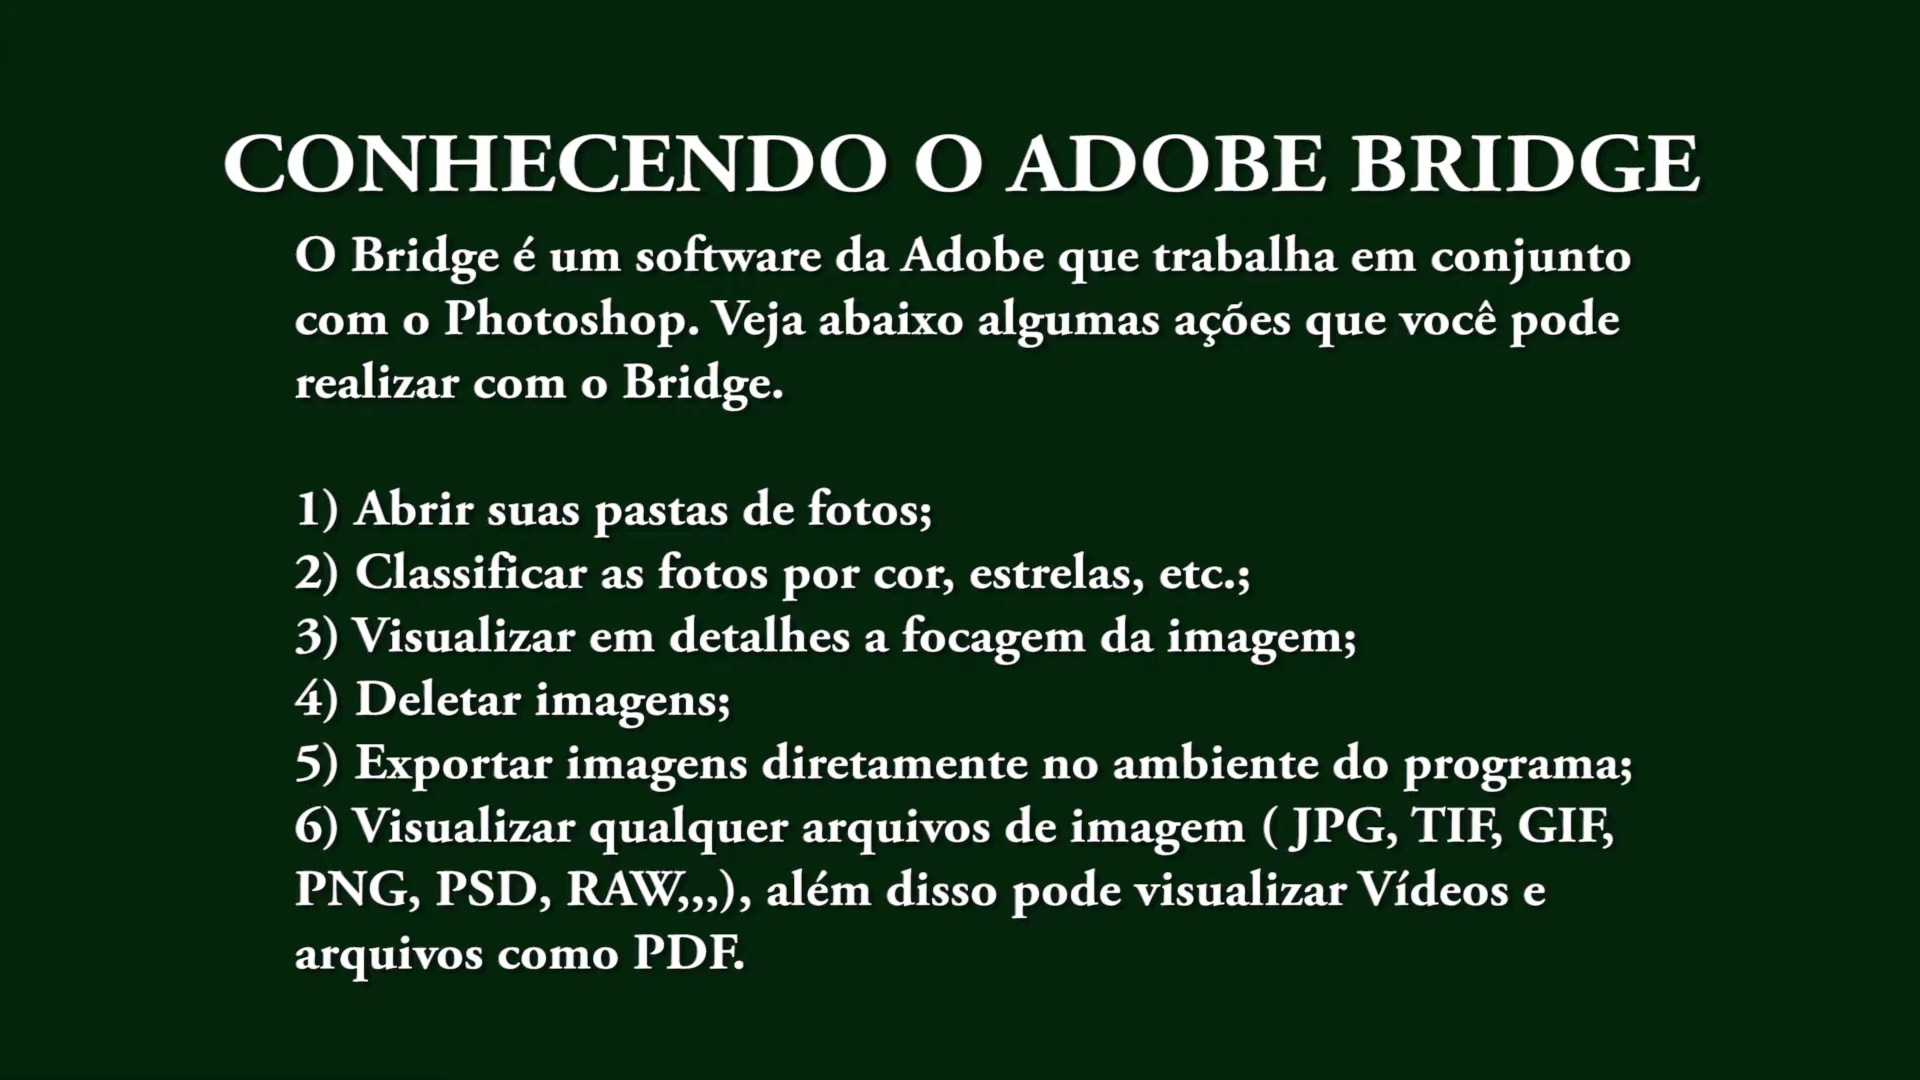 CONHECENDO O ADOBE BRIDGE
O Bridge é um software da Adobe que trabalha em conjunto
com o Photoshop. Veja abaixo algumas ações que você pode
realizar com o Bridge.
1) Abrir suas pastas de fotos;
2) Classificar as fotos por cor, estrelas, etc.;
3) Visualizar em detalhes a focagem da imagem;
4) Deletar imagens;
5) Exportar imagens diretamente no ambiente do programa;
6) Visualizar qualquer arquivos de imagem ( JPG, TIF, GIF,
PNG, PSD, RAW,,,), além disso pode visualizar Vídeos e
arquivos como PDF.